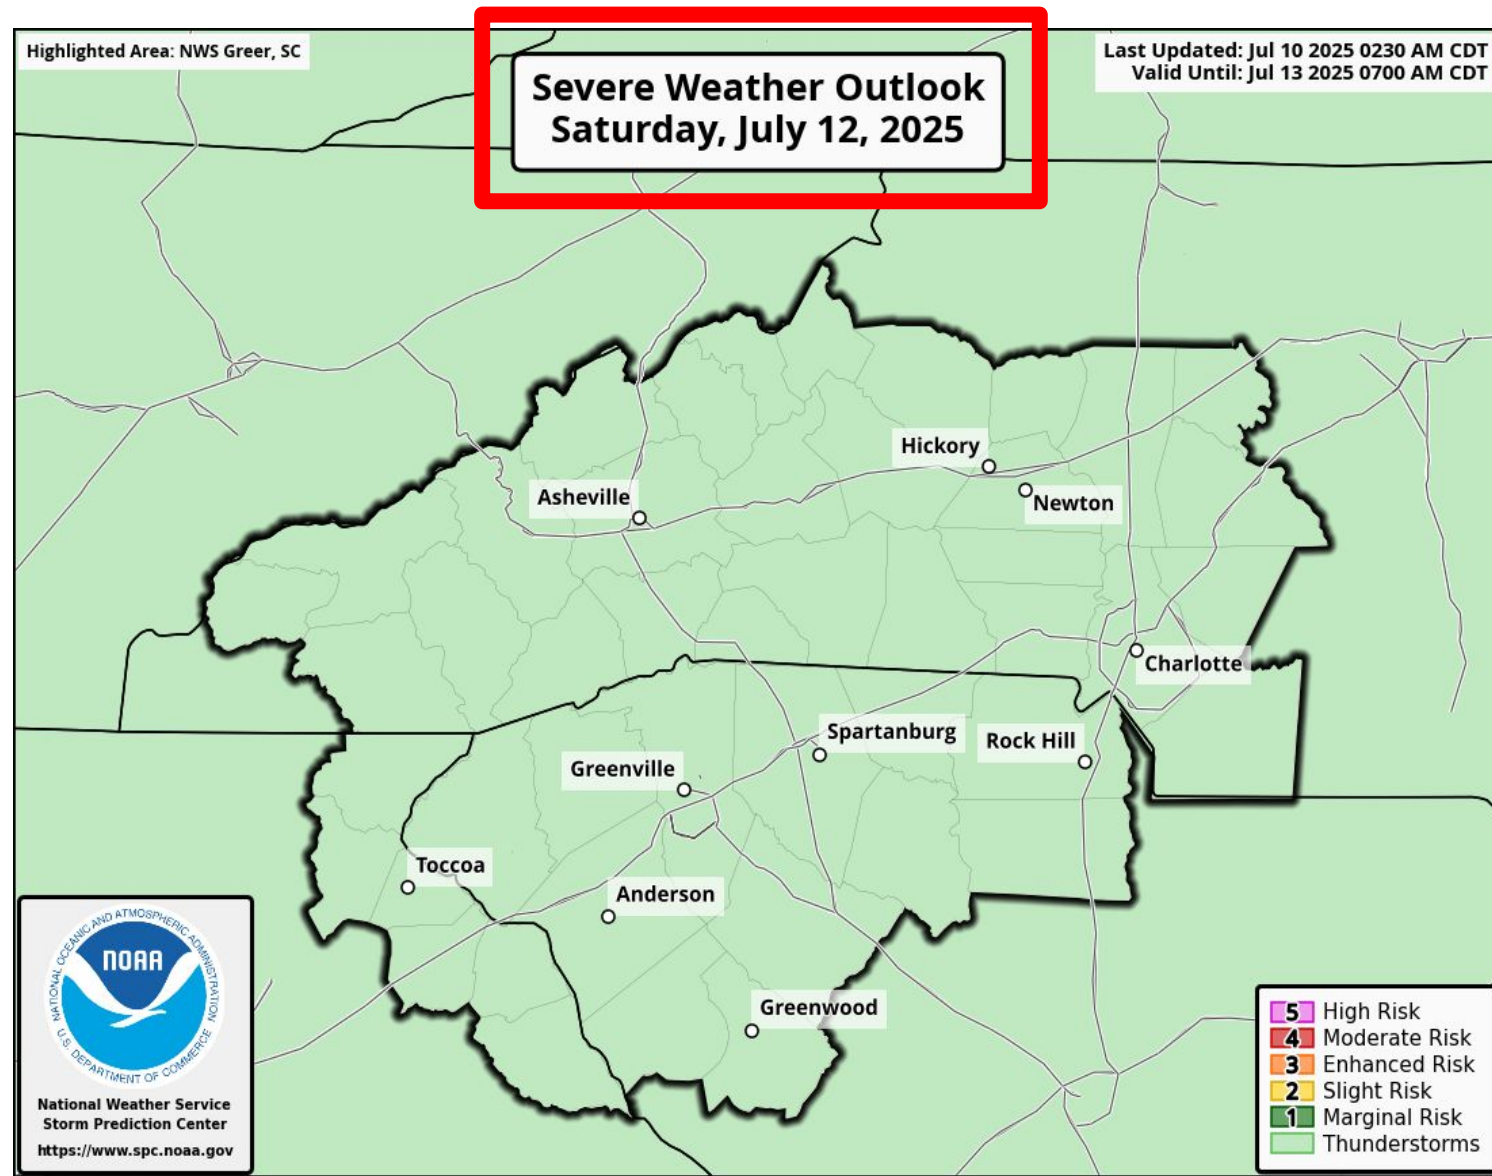 Highlighted Area: NWS Greer, SC
Severe Weather Outlook
Saturday, July 12, 2025
Last Updated: Jul 10 2025 0230 AM CDT
Valid Until: Jul 13 2025 0700 AM CDT
Hickory
Asheville
Newton
Charlotte
Spartanburg
Rock Hill
Greenville
Toccoa
Anderson
Greenwood
NATIONAL OCEANIC AND ATMOSPHERIC ADMINISTRATION
NOAA
U.S. DEPARTMENT OF COMMERCE
National Weather Service
Storm Prediction Center
https://www.spc.noaa.gov
5 High Risk
4 Moderate Risk
3 Enhanced Risk
2 Slight Risk
1 Marginal Risk
Thunderstorms